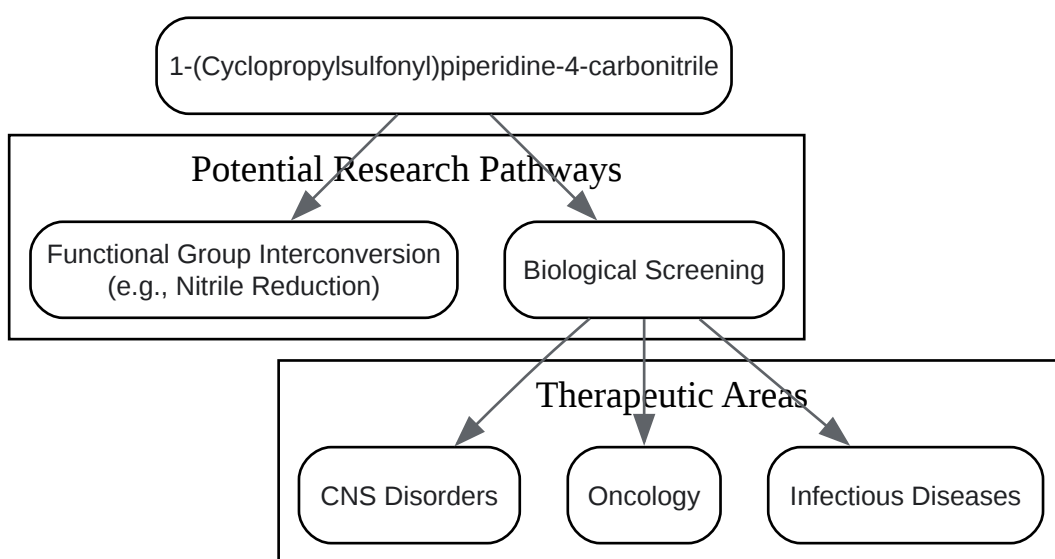 1-(Cyclopropylsulfonyl)piperidine-4-carbonitrile
Potential Research Pathways
Functional Group Interconversion
(e.g., Nitrile Reduction)
Biological Screening
Therapeutic Areas
CNS Disorders
Oncology
Infectious Diseases